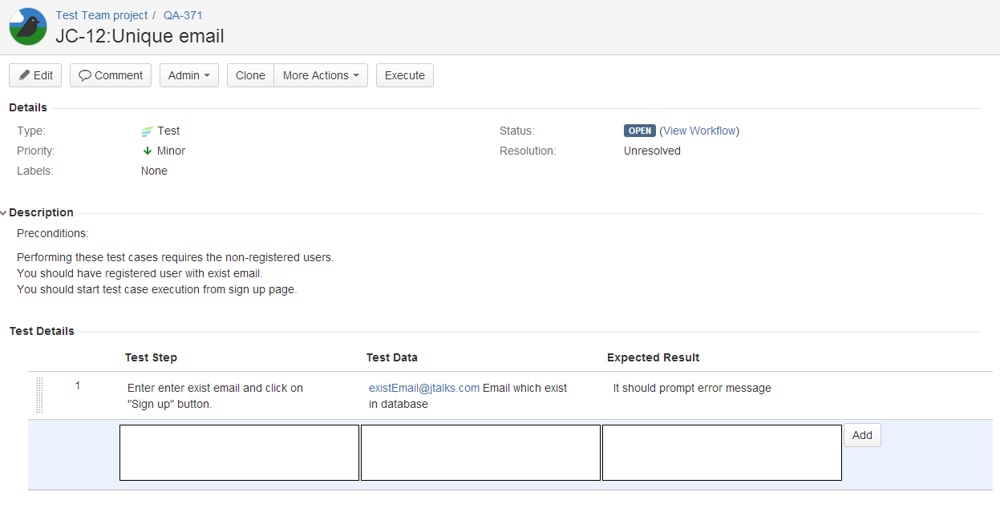 Test Team project / QA-371
JC-12:Unique email
Edit Comment Admin Clone More Actions Execute
Details
Type: Test Status: OPEN (View Workflow)
Priority: Minor Resolution: Unresolved
Labels: None
Description
Preconditions:
Performing these test cases requires the non-registered users.
You should have registered user with exist email.
You should start test case execution from sign up page.
Test Details
Test Step Test Data Expected Result
1 Enter enter exist email and click on existEmail@jtalks.com Email which exist It should prompt error message
"Sign up" button. in database
Add